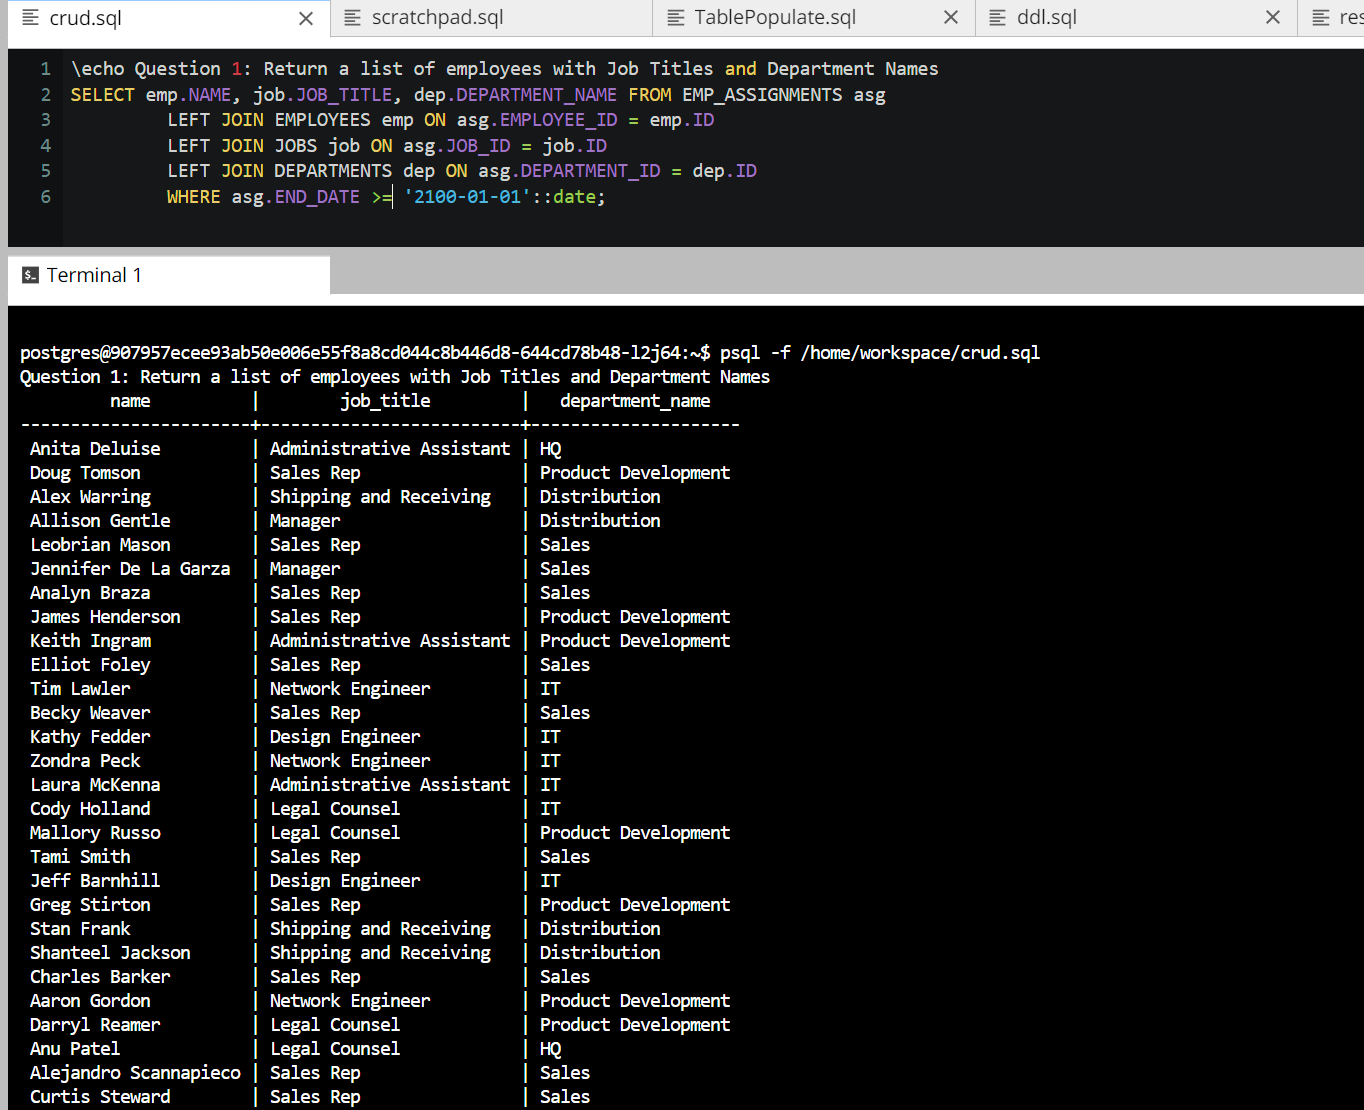 crud.sql scratchpad.sql TablePopulate.sql ddl.sql res
1 \echo Question 1: Return a list of employees with Job Titles and Department Names
2 SELECT emp.NAME, job.JOB_TITLE, dep.DEPARTMENT_NAME FROM EMP_ASSIGNMENTS asg
3 LEFT JOIN EMPLOYEES emp ON asg.EMPLOYEE_ID = emp.ID
4 LEFT JOIN JOBS job ON asg.JOB_ID = job.ID
5 LEFT JOIN DEPARTMENTS dep ON asg.DEPARTMENT_ID = dep.ID
6 WHERE asg.END_DATE >= '2100-01-01'::date;
$_ Terminal 1
postgres@907957ecee93ab50e006e55f8a8cd044c8b446d8-644cd78b48-l2j64:~$ psql -f /home/workspace/crud.sql
Question 1: Return a list of employees with Job Titles and Department Names
name | job_title | department_name
-----------------------+--------------------------+---------------------
Anita Deluise | Administrative Assistant | HQ
Doug Tomson | Sales Rep | Product Development
Alex Warring | Shipping and Receiving | Distribution
Allison Gentle | Manager | Distribution
Leobrian Mason | Sales Rep | Sales
Jennifer De La Garza | Manager | Sales
Analyn Braza | Sales Rep | Sales
James Henderson | Sales Rep | Product Development
Keith Ingram | Administrative Assistant | Product Development
Elliot Foley | Sales Rep | Sales
Tim Lawler | Network Engineer | IT
Becky Weaver | Sales Rep | Sales
Kathy Fedder | Design Engineer | IT
Zondra Peck | Network Engineer | IT
Laura McKenna | Administrative Assistant | IT
Cody Holland | Legal Counsel | IT
Mallory Russo | Legal Counsel | Product Development
Tami Smith | Sales Rep | Sales
Jeff Barnhill | Design Engineer | IT
Greg Stirton | Sales Rep | Product Development
Stan Frank | Shipping and Receiving | Distribution
Shanteel Jackson | Shipping and Receiving | Distribution
Charles Barker | Sales Rep | Sales
Aaron Gordon | Network Engineer | Product Development
Darryl Reamer | Legal Counsel | Product Development
Anu Patel | Legal Counsel | HQ
Alejandro Scannapieco | Sales Rep | Sales
Curtis Steward | Sales Rep | Sales